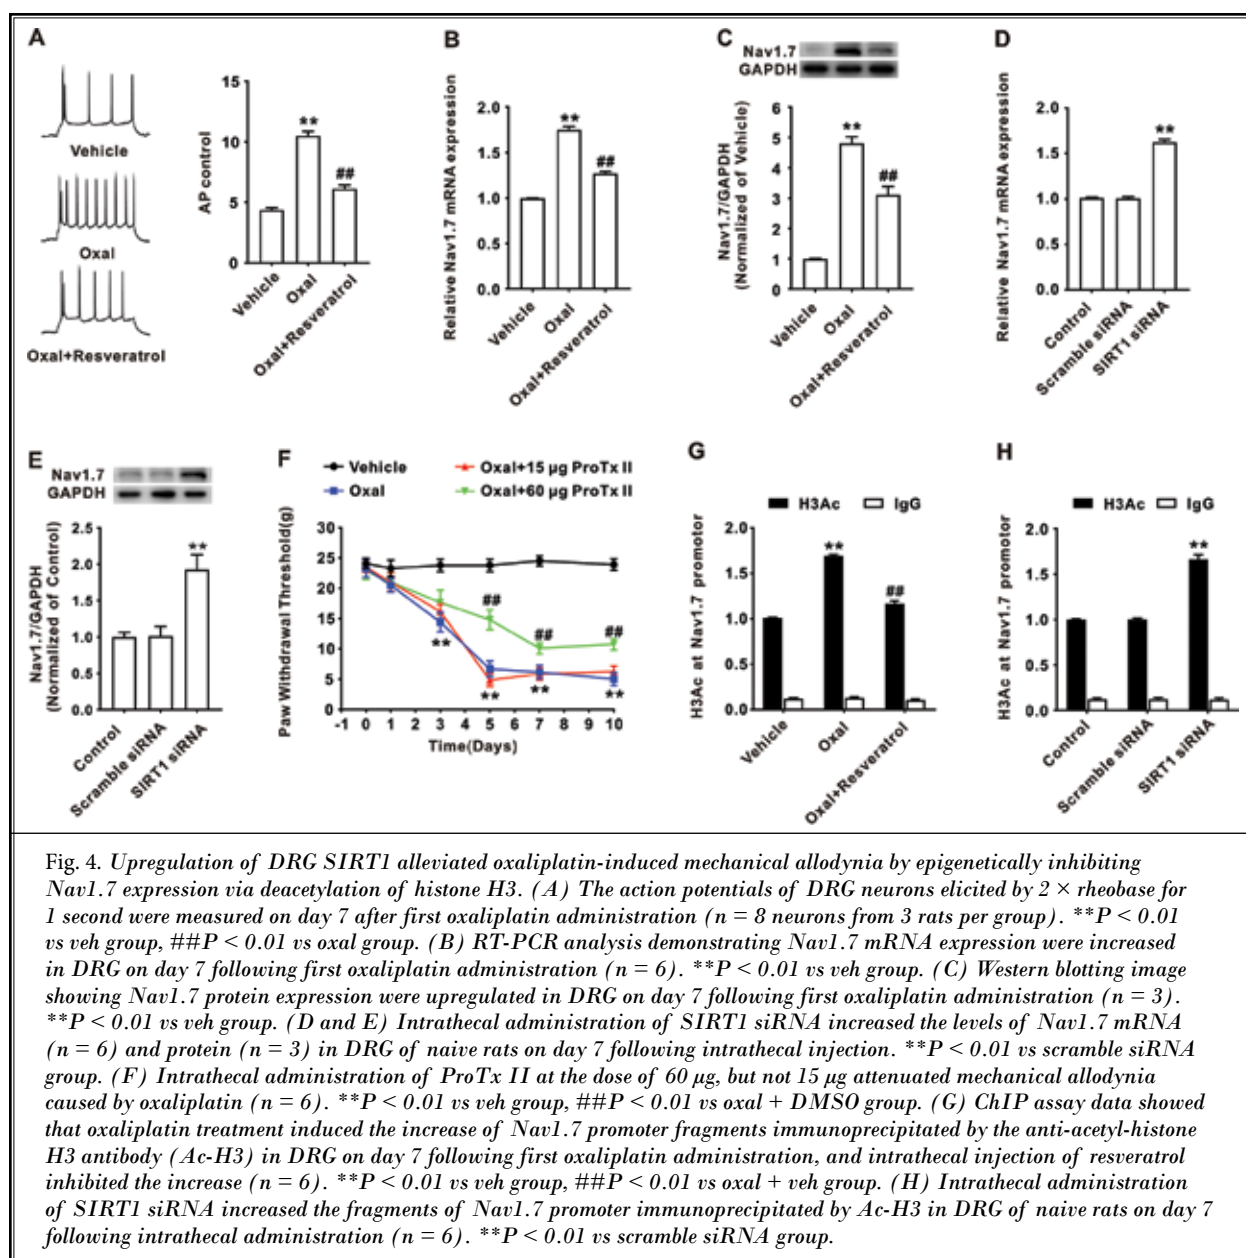 A
Vehicle
Oxal
Oxal+Resveratrol
AP control
15
10
5
0
**
##
Vehicle
Oxal
Oxal+Resveratrol
B
Relative Nav1.7 mRNA expression
2.0
1.5
1.0
0.5
0.0
**
##
Vehicle
Oxal
Oxal+Resveratrol
C
Nav1.7
GAPDH
Nav1.7/GAPDH
(Normalized of Vehicle)
6
5
4
3
2
1
0
**
##
Vehicle
Oxal
Oxal+Resveratrol
D
Relative Nav1.7 mRNA expression
2.0
1.5
1.0
0.5
0.0
**
Control
Scramble siRNA
SIRT1 siRNA
E
Nav1.7
GAPDH
Nav1.7/GAPDH
(Normalized of Control)
2.5
2.0
1.5
1.0
0.5
0.0
**
Control
Scramble siRNA
SIRT1 siRNA
F
Vehicle
Oxal
Oxal+15 µg ProTx II
Oxal+60 µg ProTx II
Paw Withdrawal Threshold(g)
30
25
20
15
10
5
0
## ## ##
** ** ** **
-1 0 1 2 3 4 5 6 7 8 9 10
Time(Days)
G
H3Ac IgG
H3Ac at Nav1.7 promotor
2.0
1.5
1.0
0.5
0.0
**
##
Vehicle
Oxal
Oxal+Resveratrol
H
H3Ac IgG
H3Ac at Nav1.7 promotor
2.0
1.5
1.0
0.5
0.0
**
Control
Scramble siRNA
SIRT1 siRNA
Fig. 4. Upregulation of DRG SIRT1 alleviated oxaliplatin-induced mechanical allodynia by epigenetically inhibiting
Nav1.7 expression via deacetylation of histone H3. (A) The action potentials of DRG neurons elicited by 2 × rheobase for
1 second were measured on day 7 after first oxaliplatin administration (n = 8 neurons from 3 rats per group). **P < 0.01
vs veh group, ##P < 0.01 vs oxal group. (B) RT-PCR analysis demonstrating Nav1.7 mRNA expression were increased
in DRG on day 7 following first oxaliplatin administration (n = 6). **P < 0.01 vs veh group. (C) Western blotting image
showing Nav1.7 protein expression were upregulated in DRG on day 7 following first oxaliplatin administration (n = 3).
**P < 0.01 vs veh group. (D and E) Intrathecal administration of SIRT1 siRNA increased the levels of Nav1.7 mRNA
(n = 6) and protein (n = 3) in DRG of naive rats on day 7 following intrathecal injection. **P < 0.01 vs scramble siRNA
group. (F) Intrathecal administration of ProTx II at the dose of 60 µg, but not 15 µg attenuated mechanical allodynia
caused by oxaliplatin (n = 6). **P < 0.01 vs veh group, ##P < 0.01 vs oxal + DMSO group. (G) ChIP assay data showed
that oxaliplatin treatment induced the increase of Nav1.7 promoter fragments immunoprecipitated by the anti-acetyl-histone
H3 antibody (Ac-H3) in DRG on day 7 following first oxaliplatin administration, and intrathecal injection of resveratrol
inhibited the increase (n = 6). **P < 0.01 vs veh group, ##P < 0.01 vs oxal + veh group. (H) Intrathecal administration
of SIRT1 siRNA increased the fragments of Nav1.7 promoter immunoprecipitated by Ac-H3 in DRG of naive rats on day 7
following intrathecal administration (n = 6). **P < 0.01 vs scramble siRNA group.